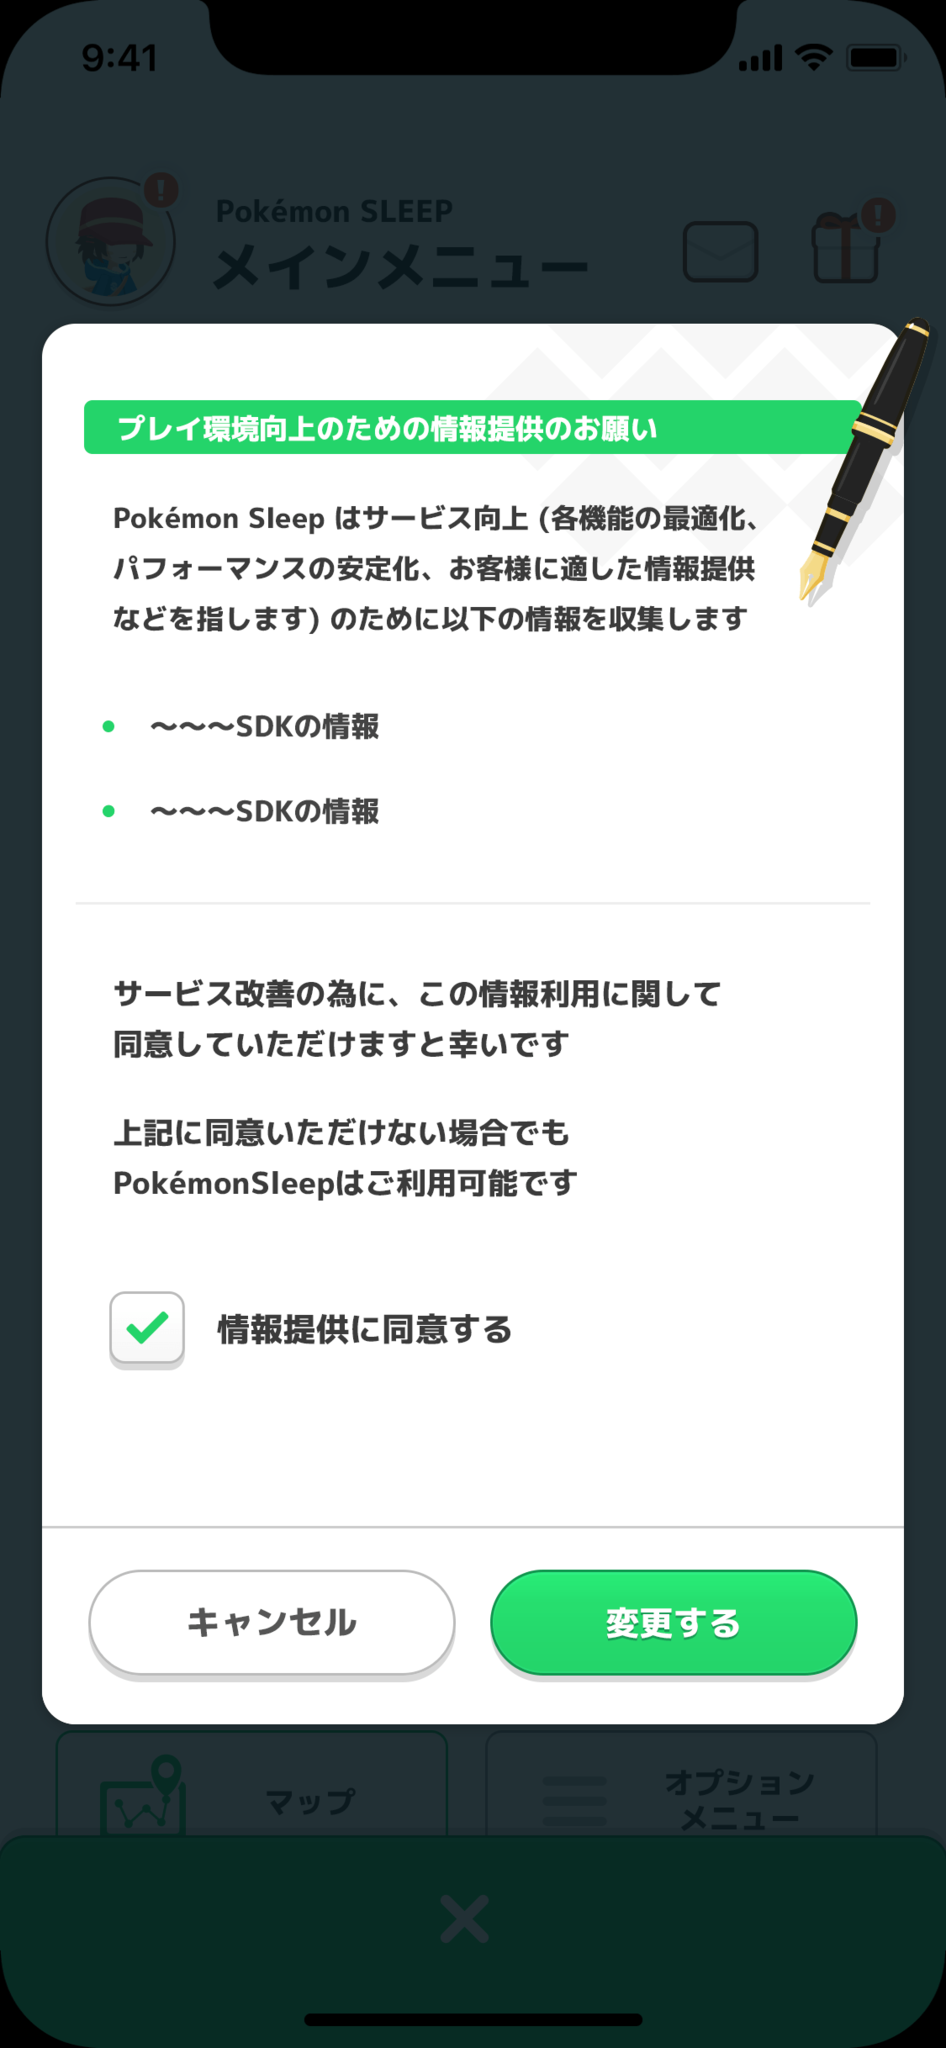 9:41
Pokémon SLEEP
メインメニュー
プレイ環境向上のための情報提供のお願い
Pokémon Sleep はサービス向上 (各機能の最適化、
パフォーマンスの安定化、お客様に適した情報提供
などを指します) のために以下の情報を収集します
• 〜〜〜SDKの情報
• 〜〜〜SDKの情報
サービス改善の為に、この情報利用に関して
同意していただけますと幸いです
上記に同意いただけない場合でも
PokémonSleepはご利用可能です
情報提供に同意する
キャンセル
変更する
マップ
オプション
メニュー